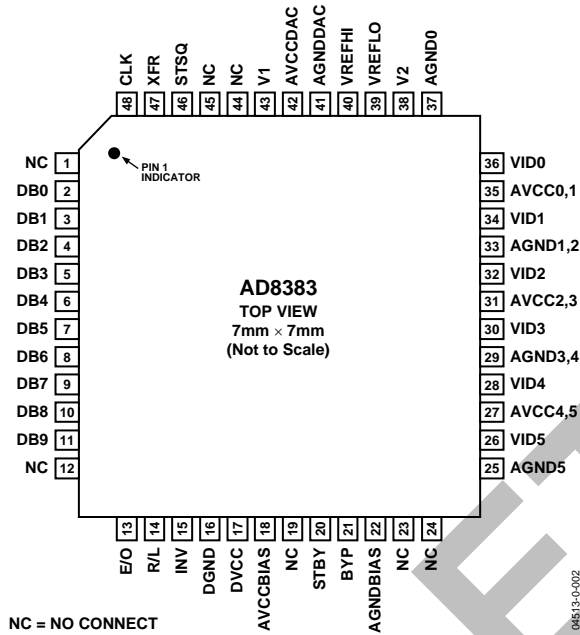 CLK
XFR
STSQ
NC
NC
V1
AVCCDAC
AGNDDAC
VREFHI
VREFLO
V2
AGND0
48
47
46
45
44
43
42
41
40
39
38
37
PIN 1
INDICATOR
NC 1
DB0 2
DB1 3
DB2 4
DB3 5
DB4 6
DB5 7
DB6 8
DB7 9
DB8 10
DB9 11
NC 12
AD8383
TOP VIEW
7mm × 7mm
(Not to Scale)
36 VID0
35 AVCC0,1
34 VID1
33 AGND1,2
32 VID2
31 AVCC2,3
30 VID3
29 AGND3,4
28 VID4
27 AVCC4,5
26 VID5
25 AGND5
13
14
15
16
17
18
19
20
21
22
23
24
E/O
R/L
INV
DGND
DVCC
AVCCBIAS
NC
STBY
BYP
AGNDBIAS
NC
NC
NC = NO CONNECT
04513-0-002